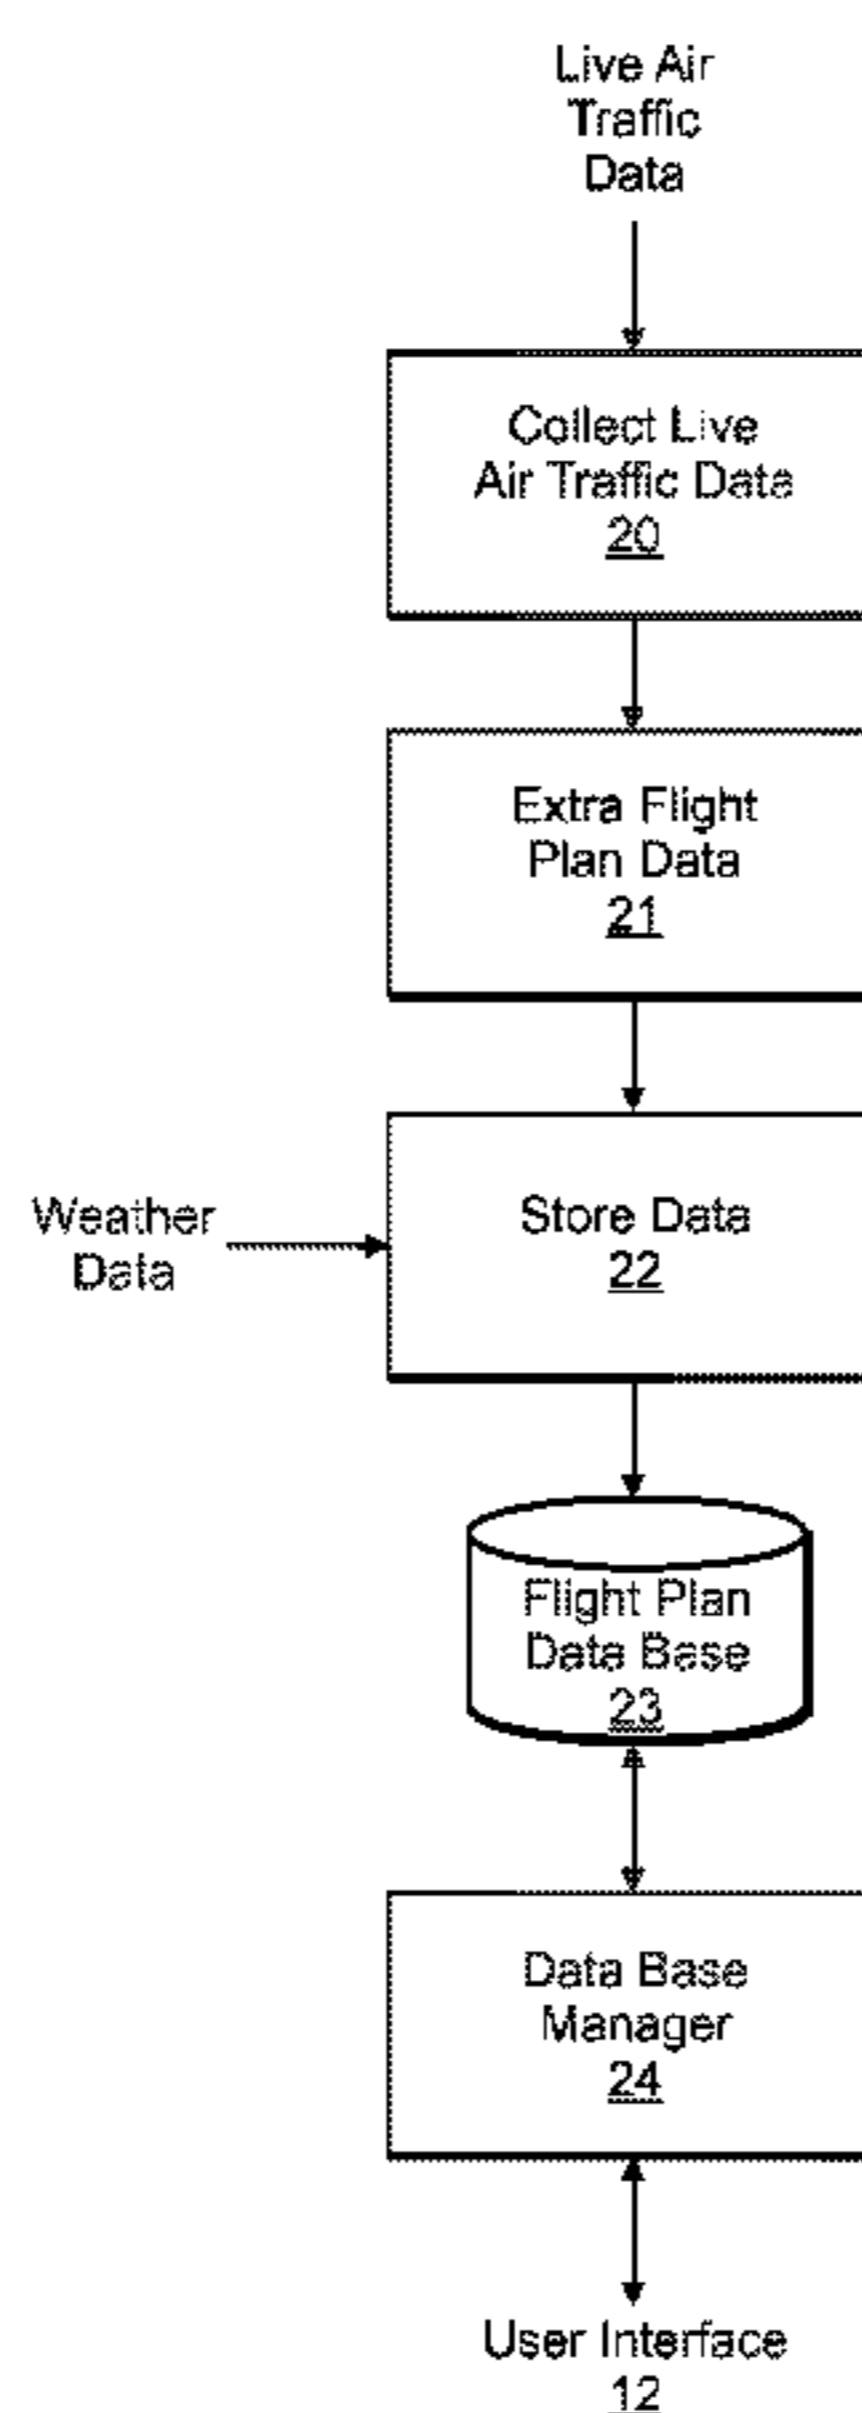 Live Air
Traffic
Data
Collect Live
Air Traffic Data
20
Extra Flight
Plan Data
21
Weather
Data
Store Data
22
Flight Plan
Data Base
23
Data Base
Manager
24
User Interface
12